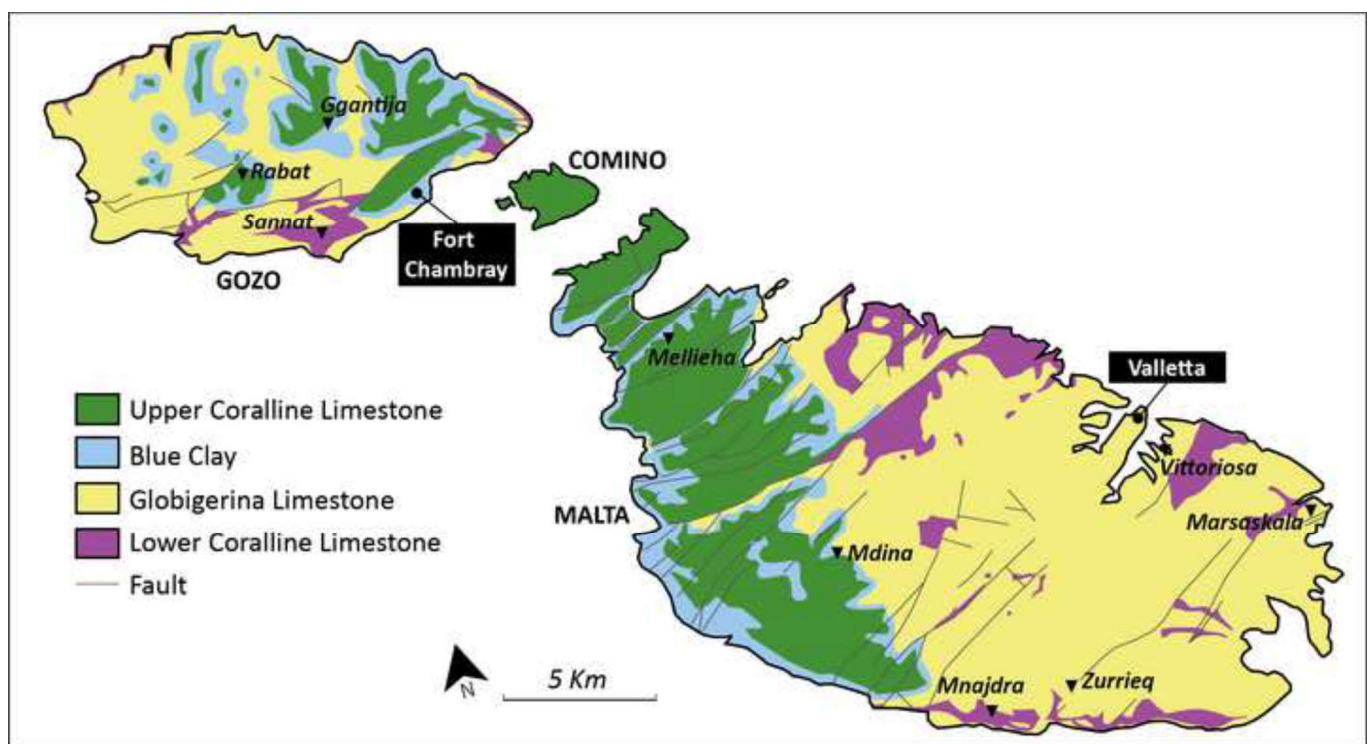 Ggantija
COMINO
Rabat
Sannat
Fort
Chambray
GOZO
Mellieha
Valletta
Upper Coralline Limestone
Blue Clay
Vittoriosa
Globigerina Limestone
MALTA
Marsaskala
Lower Coralline Limestone
Mdina
Fault
N
5 Km
Mnajdra
Zurrieq